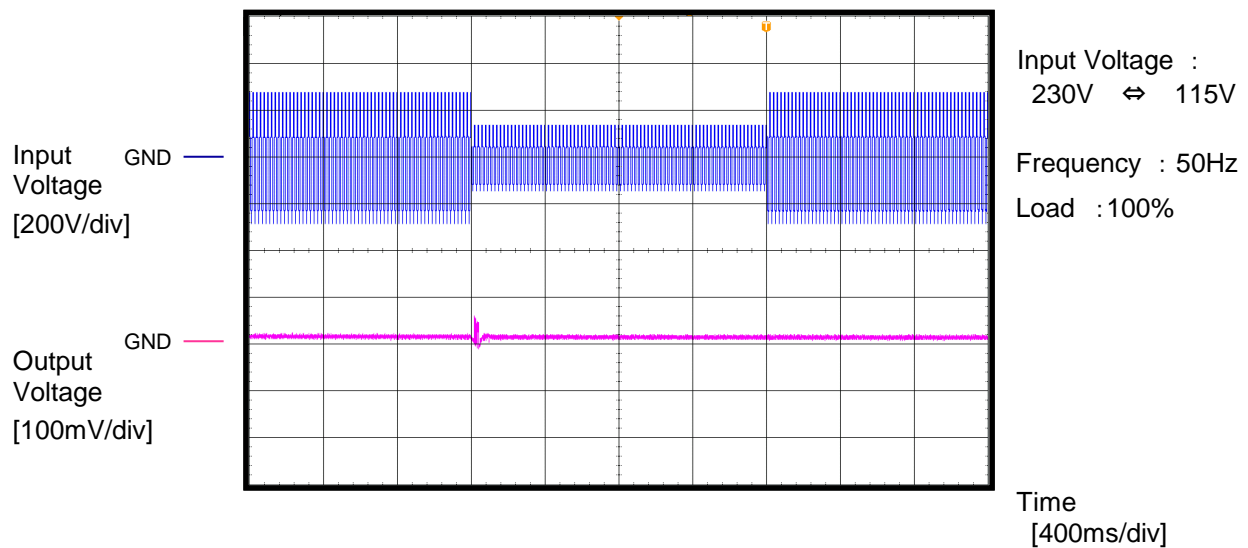 Input
Voltage
[200V/div]
GND
Output
Voltage
[100mV/div]
GND
T
Input Voltage :
230V ⇔ 115V
Frequency : 50Hz
Load :100%
Time
[400ms/div]